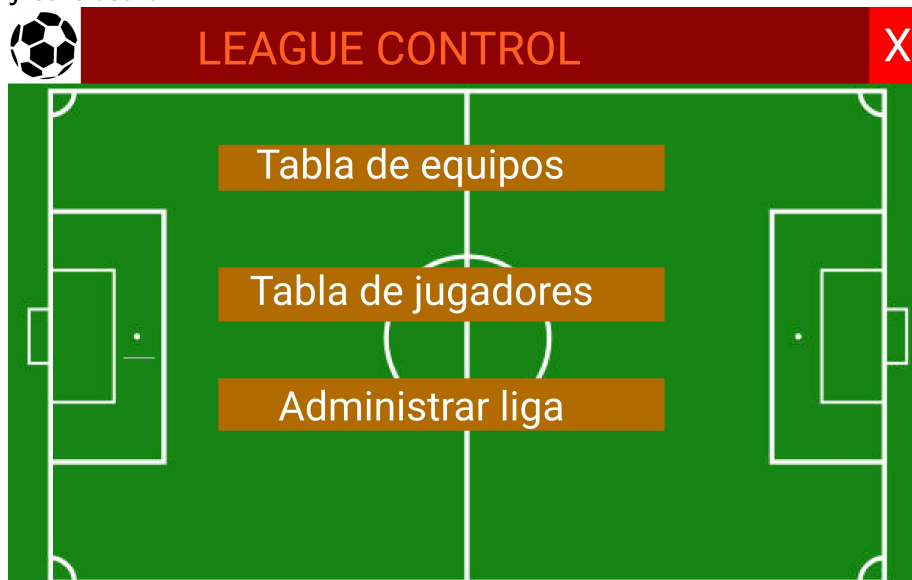 LEAGUE CONTROL
X
Tabla de equipos
Tabla de jugadores
Administrar liga